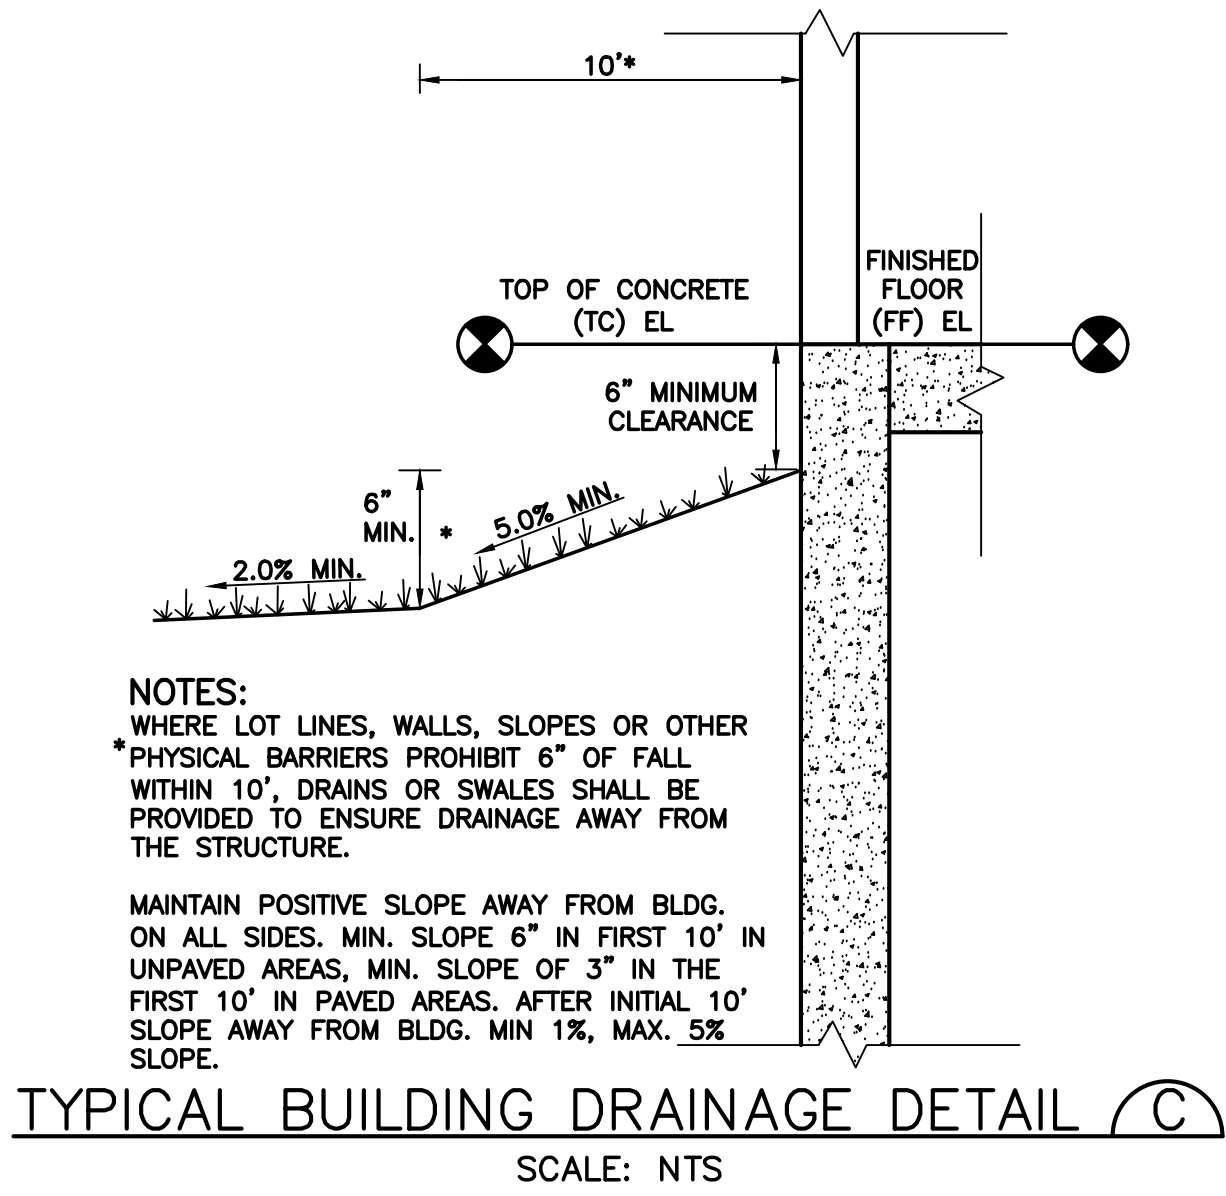 10'*
FINISHED
FLOOR
(FF) EL
TOP OF CONCRETE
(TC) EL
6" MINIMUM
CLEARANCE
6"
MIN. *
5.0% MIN.
2.0% MIN.
NOTES:
WHERE LOT LINES, WALLS, SLOPES OR OTHER
*PHYSICAL BARRIERS PROHIBIT 6" OF FALL
WITHIN 10', DRAINS OR SWALES SHALL BE
PROVIDED TO ENSURE DRAINAGE AWAY FROM
THE STRUCTURE.
MAINTAIN POSITIVE SLOPE AWAY FROM BLDG.
ON ALL SIDES. MIN. SLOPE 6" IN FIRST 10' IN
UNPAVED AREAS, MIN. SLOPE OF 3" IN THE
FIRST 10' IN PAVED AREAS. AFTER INITIAL 10'
SLOPE AWAY FROM BLDG. MIN 1%, MAX. 5%
SLOPE.
TYPICAL BUILDING DRAINAGE DETAIL C
SCALE: NTS